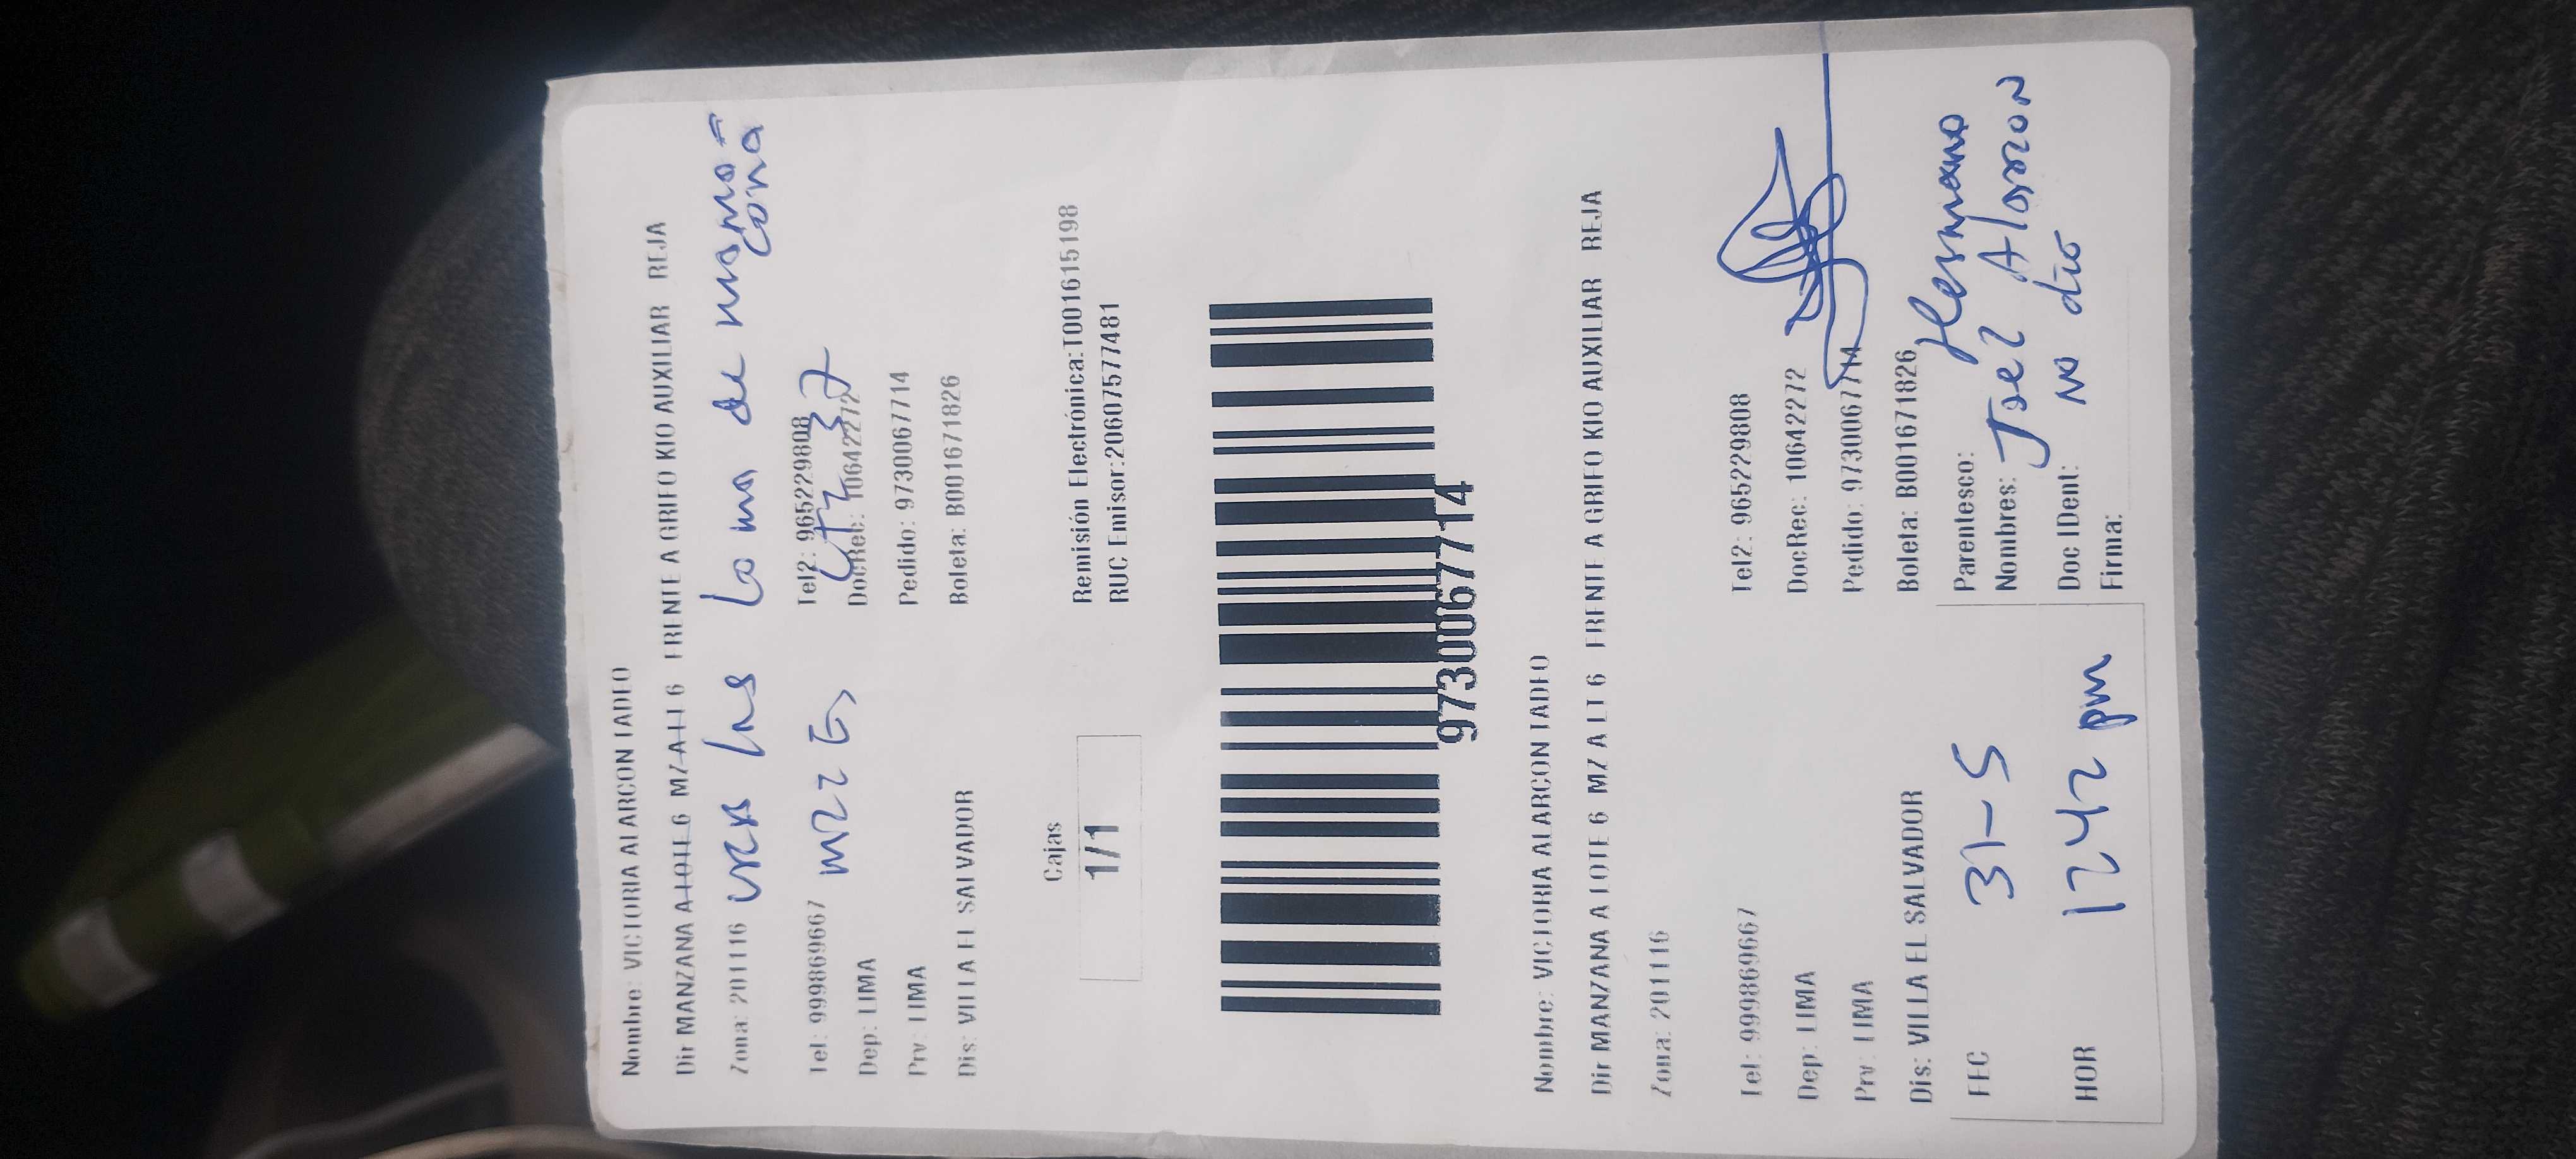 Nombre: VICTORIA ALARCON TADEO
Dir MANZANA A LOTE 6 MZ A LT 6 FRENTE A GRIFO KIO AUXILIAR REJA
Zona: 201116 URB las Loma de mamacona
Tel: 999869667 Tel2: 965229808
MZ E, LT 37
Dep: LIMA DocRec: 10642272
Prv: LIMA Pedido: 9730067714
Dis: VILLA EL SALVADOR Boleta: B001671826
Cajas
1/1
Remisión Electrónica:T001615198
RUC Emisor:20607577481
9730067714
Nombre: VICTORIA ALARCON TADEO
Dir MANZANA A LOTE 6 MZ A LT 6 FRENTE A GRIFO KIO AUXILIAR REJA
Zona: 201116
Tel: 999869667 Tel2: 965229808
Dep: LIMA DocRec: 10642272
Prv: LIMA Pedido: 9730067714
Dis: VILLA EL SALVADOR Boleta: B001671826
FEC 31-5 Parentesco: Hermano
Nombres: Joel Alarcon
HOR 12 42 pm Doc IDent: no dio
Firma: